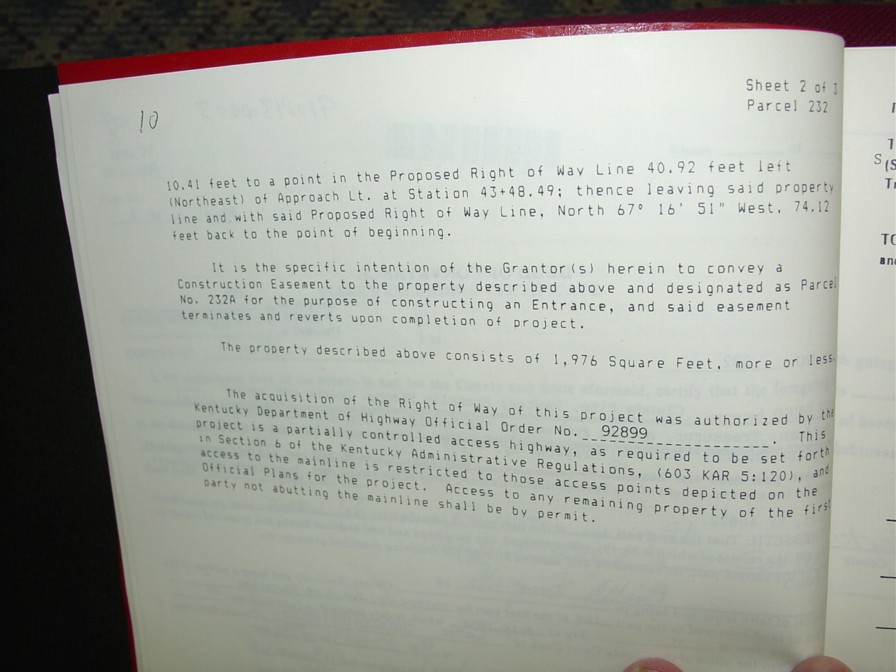 Sheet 2 of 3
Parcel 232
10
10.41 feet to a point in the Proposed Right of Way Line 40.92 feet left
(Northeast) of Approach Lt. at Station 43+48.49; thence leaving said property
line and with said Proposed Right of Way Line, North 67° 16' 51" West, 74.12
feet back to the point of beginning.
It is the specific intention of the Grantor(s) herein to convey a
Construction Easement to the property described above and designated as Parcel
No. 232A for the purpose of constructing an Entrance, and said easement
terminates and reverts upon completion of project.
The property described above consists of 1,976 Square Feet, more or less.
The acquisition of the Right of Way of this project was authorized by the
Kentucky Department of Highway Official Order No. 92899. This
project is a partially controlled access highway, as required to be set forth
in Section 6 of the Kentucky Administrative Regulations, (603 KAR 5:120), and
access to the mainline is restricted to those access points depicted on the
Official Plans for the project. Access to any remaining property of the first
party not abutting the mainline shall be by permit.